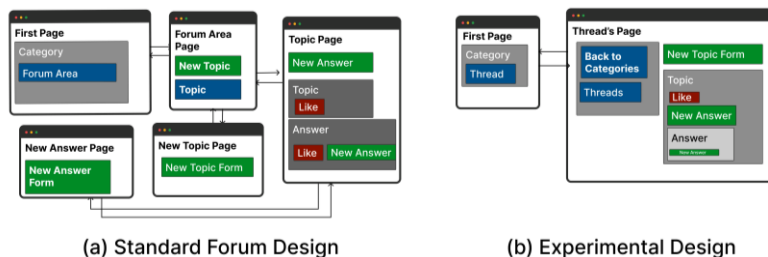 First Page
Category
Forum Area
Forum Area
Page
New Topic
Topic
Topic Page
New Answer
Topic
Like
Answer
Like
New Answer
New Answer Page
New Answer
Form
New Topic Page
New Topic Form
(a) Standard Forum Design
First Page
Category
Thread
Thread's Page
Back to
Categories
Threads
New Topic Form
Topic
Like
New Answer
Answer
New Answer
(b) Experimental Design